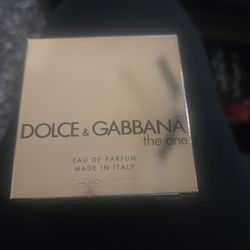 DOLCE & GABBANA
the one
EAU DE PARFUM
MADE IN ITALY